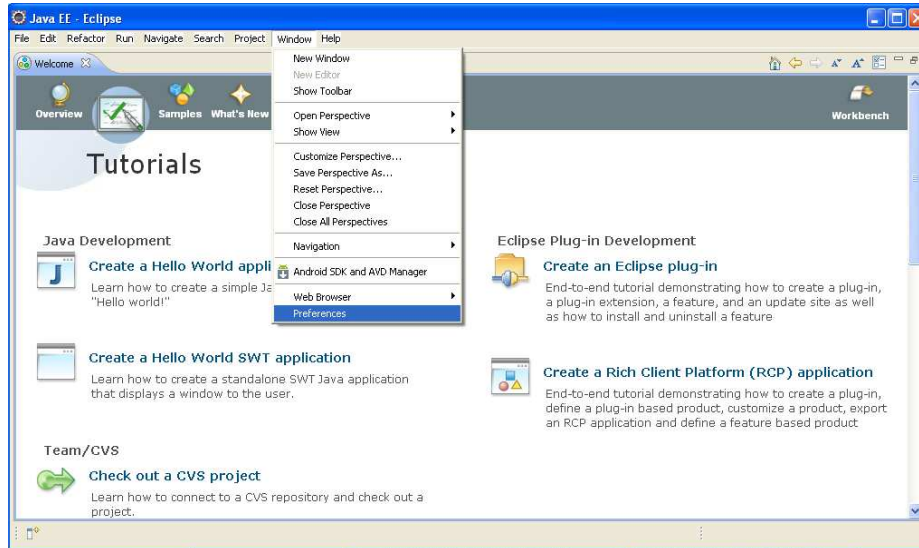 Java EE - Eclipse
File Edit Refactor Run Navigate Search Project Window Help
Welcome
Overview
Samples
What's New
Workbench
New Window
New Editor
Show Toolbar
Open Perspective
Show View
Customize Perspective...
Save Perspective As...
Reset Perspective...
Close Perspective
Close All Perspectives
Navigation
Android SDK and AVD Manager
Web Browser
Preferences
Tutorials
Java Development
Create a Hello World appli
Learn how to create a simple Ja
"Hello world!"
Create a Hello World SWT application
Learn how to create a standalone SWT Java application
that displays a window to the user.
Team/CVS
Check out a CVS project
Learn how to connect to a CVS repository and check out a
project.
Eclipse Plug-in Development
Create an Eclipse plug-in
End-to-end tutorial demonstrating how to create a plug-in,
a plug-in extension, a feature, and an update site as well
as how to install and uninstall a feature
Create a Rich Client Platform (RCP) application
End-to-end tutorial demonstrating how to create a plug-in,
define a plug-in based product, customize a product, export
an RCP application and define a feature based product